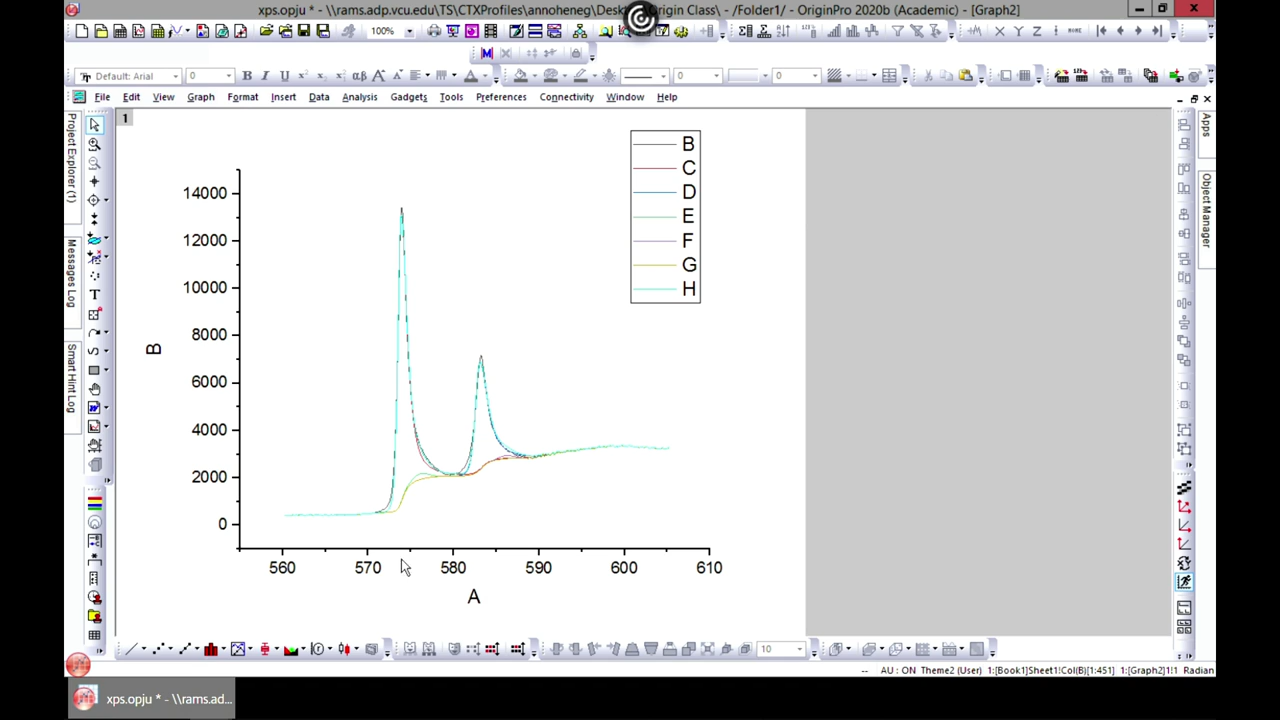 xps.opju * - \\rams.adp.vcu.edu\TS\CTXProfiles\annoheneg\Desk Origin Class\ - /Folder1/ - OriginPro 2020b (Academic) - [Graph2]
100%
Default: Arial 0 B I U αβ A A 0 0
File Edit View Graph Format Insert Data Analysis Gadgets Tools Preferences Connectivity Window Help
1
Project Explorer (1)
Messages Log
Smart Hint Log
Apps
Object Manager
B
C
D
E
F
G
H
14000
12000
10000
8000
6000
4000
2000
0
B
560 570 580 590 600 610
A
10
-- AU : ON Theme2 (User) 1:[Book1]Sheet1!Col(B)[1:451] 1:[Graph2]1!1 Radian
xps.opju * - \\rams.ad...